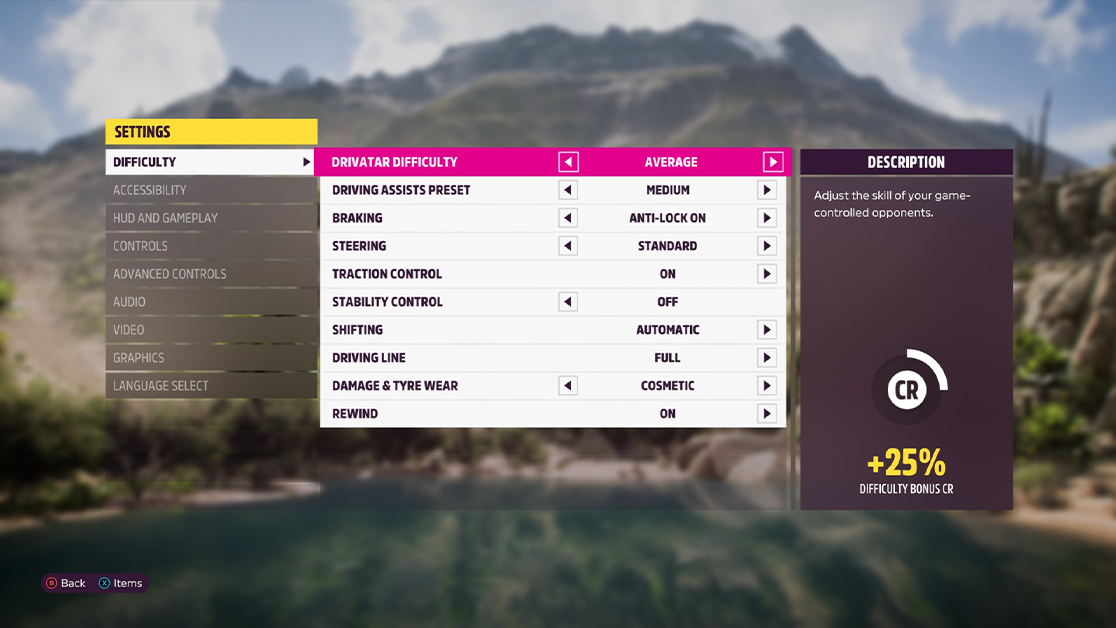 SETTINGS
DIFFICULTY
ACCESSIBILITY
HUD AND GAMEPLAY
CONTROLS
ADVANCED CONTROLS
AUDIO
VIDEO
GRAPHICS
LANGUAGE SELECT
DRIVATAR DIFFICULTY AVERAGE
DRIVING ASSISTS PRESET MEDIUM
BRAKING ANTI-LOCK ON
STEERING STANDARD
TRACTION CONTROL ON
STABILITY CONTROL OFF
SHIFTING AUTOMATIC
DRIVING LINE FULL
DAMAGE & TYRE WEAR COSMETIC
REWIND ON
DESCRIPTION
Adjust the skill of your game-
controlled opponents.
CR
+25%
DIFFICULTY BONUS CR
B Back X Items